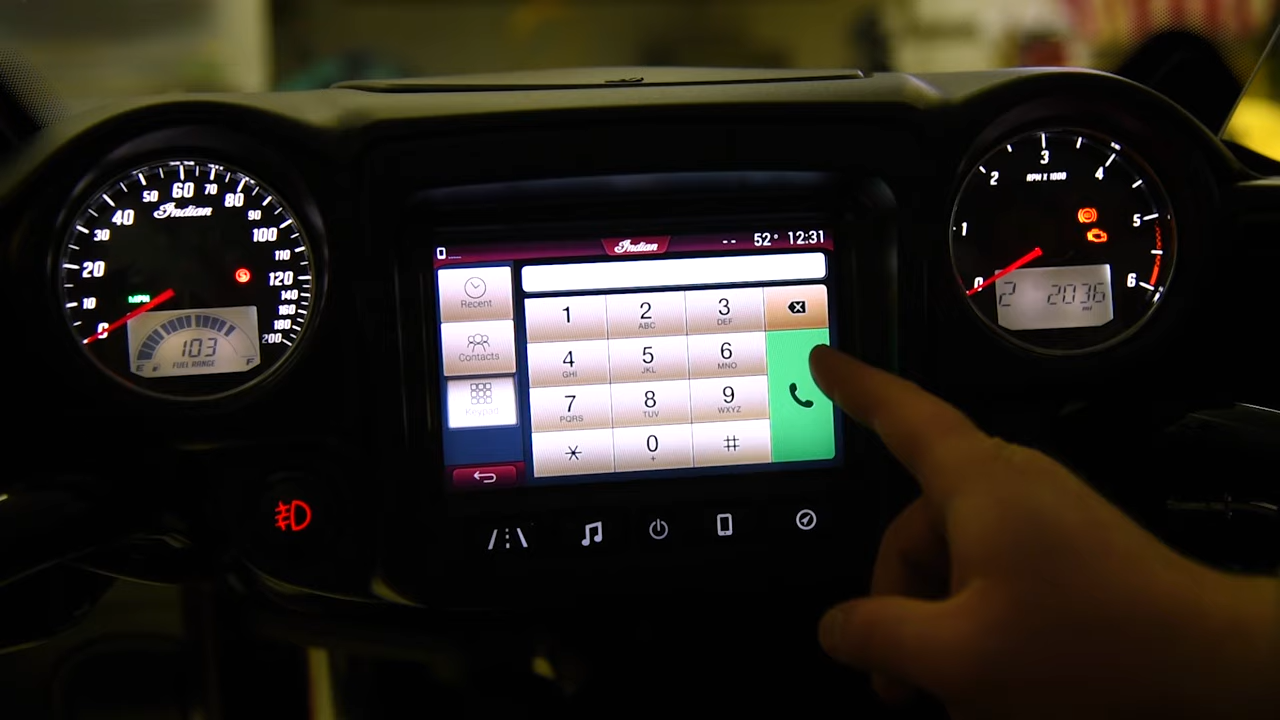 Indian
-- 52° 12:31
Recent
Contacts
Keypad
1
2
ABC
3
DEF
4
GHI
5
JKL
6
MNO
7
PQRS
8
TUV
9
WXYZ
*
0
+
#
0
10
20
30
40
50
60
70
80
90
100
110
120
140
160
180
200
Indian
MPH
S
103
E
F
FUEL RANGE
0
1
2
3
4
5
6
RPM X 1000
ABS
2 2036